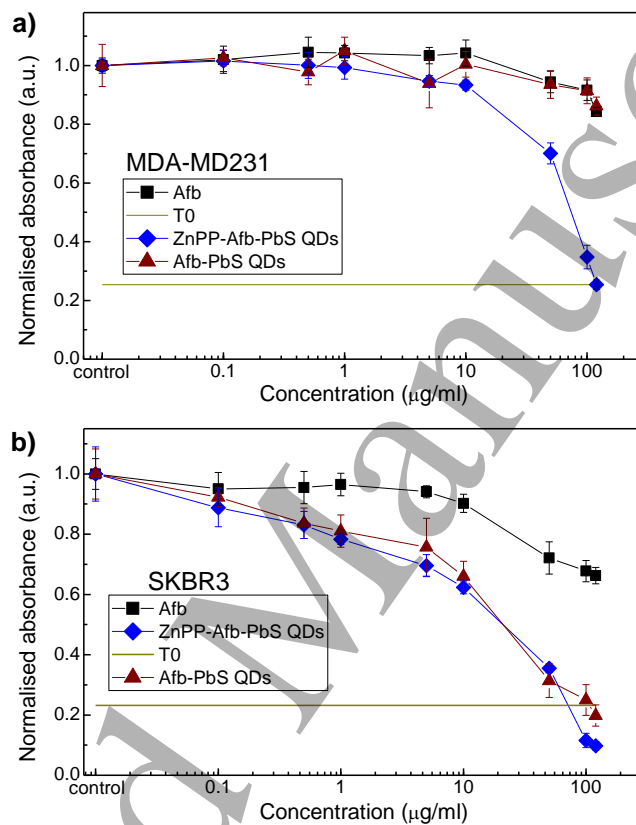 a)
Normalised absorbance (a.u.)
1.0
0.8
0.6
0.4
0.2
0.0
MDA-MD231
Afb
T0
ZnPP-Afb-PbS QDs
Afb-PbS QDs
control
0.1
1
10
100
Concentration (μg/ml)
b)
Normalised absorbance (a.u.)
1.0
0.8
0.6
0.4
0.2
0.0
SKBR3
Afb
ZnPP-Afb-PbS QDs
T0
Afb-PbS QDs
control
0.1
1
10
100
Concentration (μg/ml)
d Manus